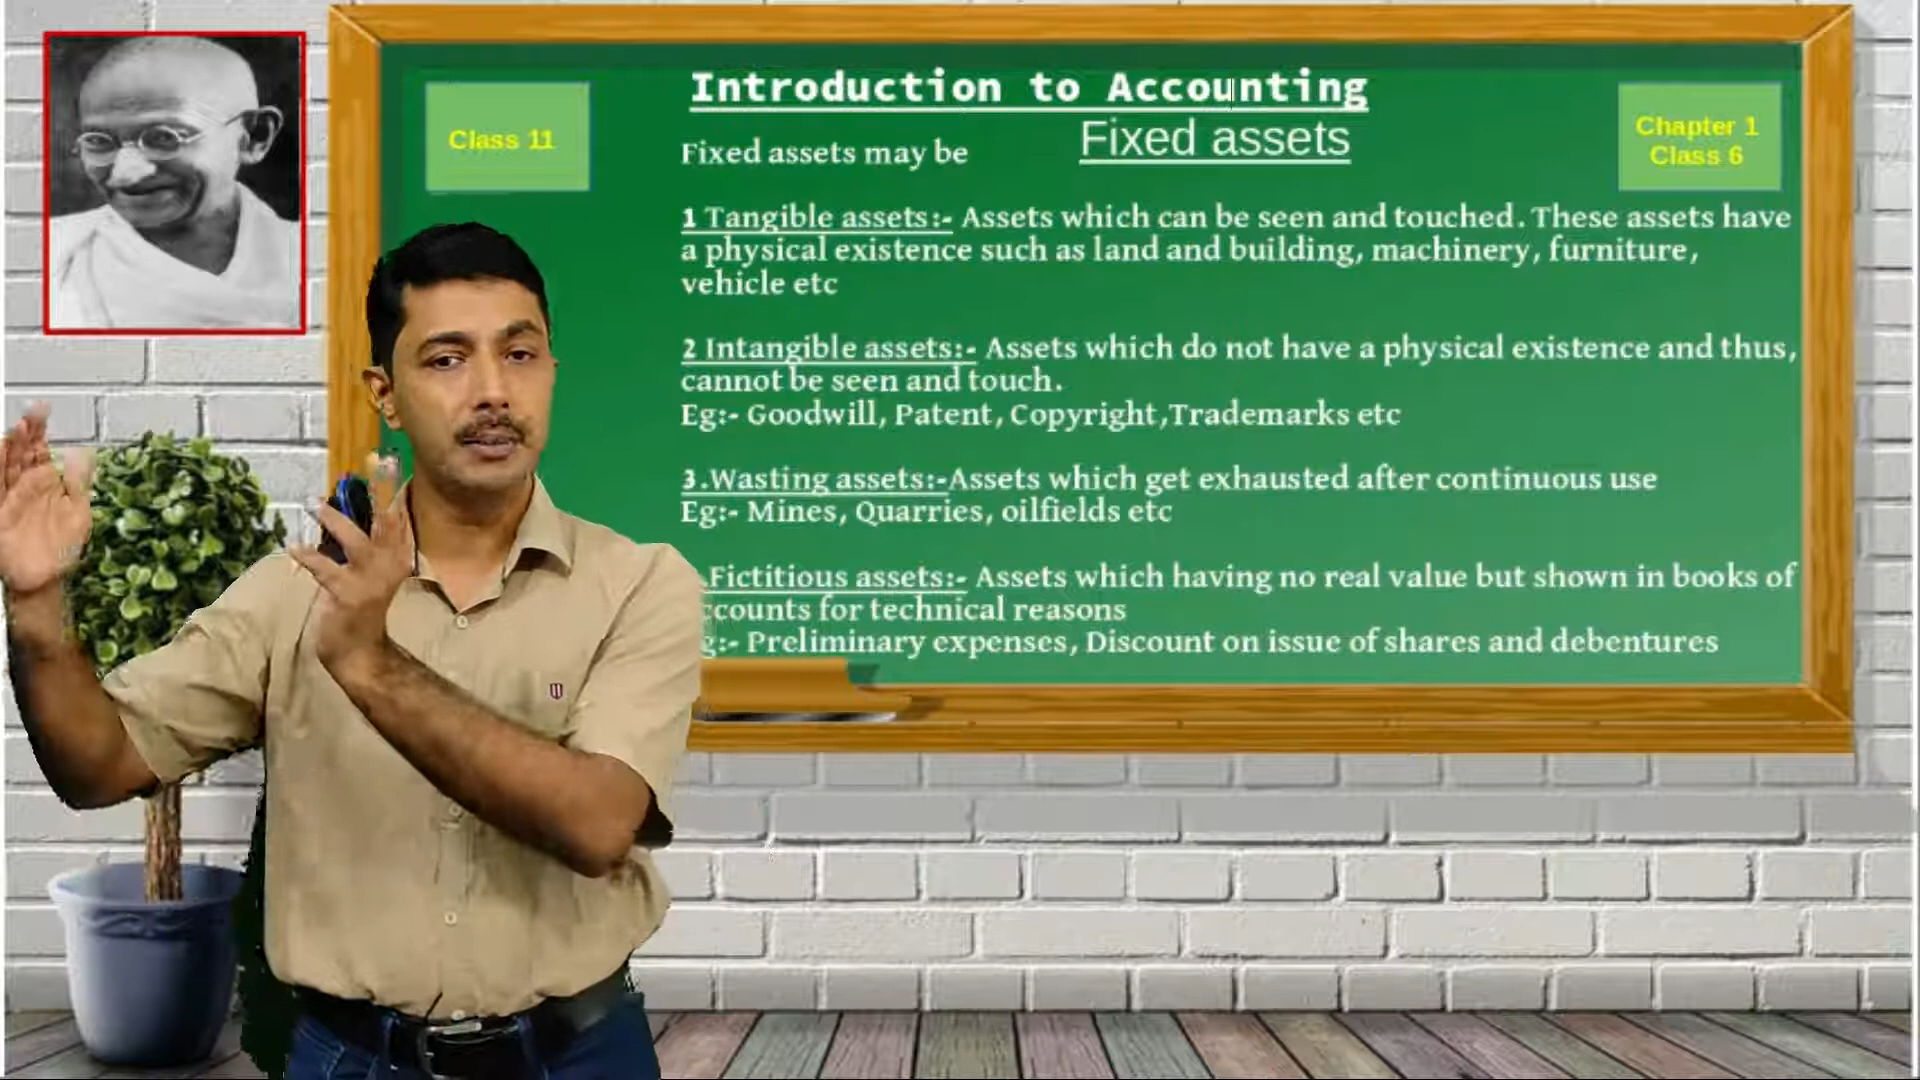 Introduction to Accounting
Class 11
Chapter 1
Class 6
Fixed assets
Fixed assets may be
1 Tangible assets:- Assets which can be seen and touched. These assets have
a physical existence such as land and building, machinery, furniture,
vehicle etc
2 Intangible assets:- Assets which do not have a physical existence and thus,
cannot be seen and touch.
Eg:- Goodwill, Patent, Copyright,Trademarks etc
3.Wasting assets:-Assets which get exhausted after continuous use
Eg:- Mines, Quarries, oilfields etc
.Fictitious assets:- Assets which having no real value but shown in books of
ccounts for technical reasons
g:- Preliminary expenses, Discount on issue of shares and debentures